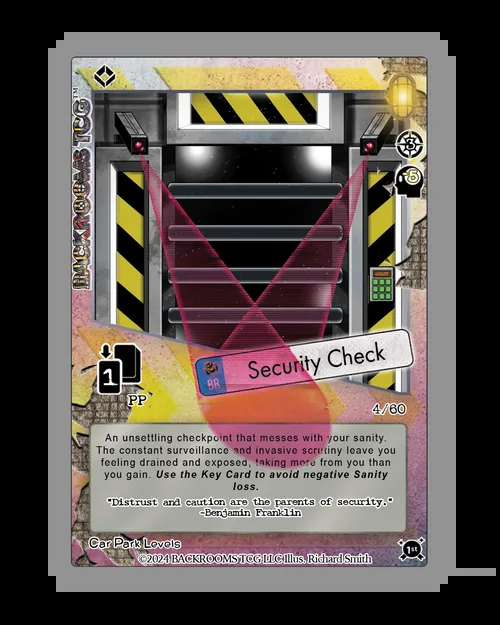 BACKROOMS TCG™
3
-5
BR
Security Check
1
PP
4/60
An unsettling checkpoint that messes with your sanity.
The constant surveillance and invasive scrutiny leave you
feeling drained and exposed, taking more from you than
you gain. Use the Key Card to avoid negative Sanity
loss.
"Distrust and caution are the parents of security."
-Benjamin Franklin
Car Park Levels
©2024 BACKROOMS TCG LLC Illus. Richard Smith
1st